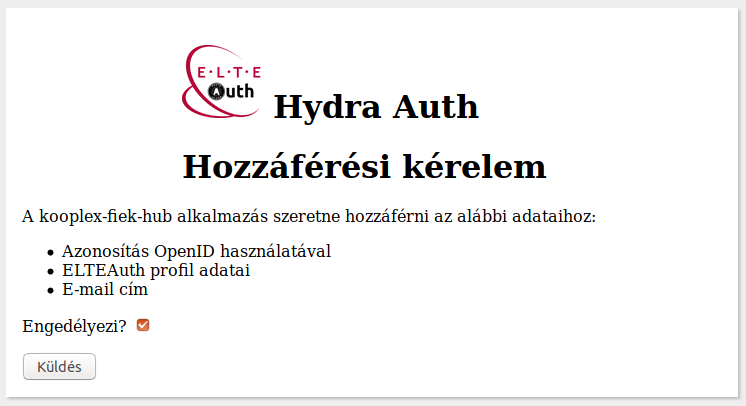 E·L·T·E
Auth
Hydra Auth
Hozzáférési kérelem
A kooplex-fiek-hub alkalmazás szeretne hozzáférni az alábbi adataihoz:
Azonosítás OpenID használatával
ELTEAuth profil adatai
E-mail cím
Engedélyezi?
Küldés